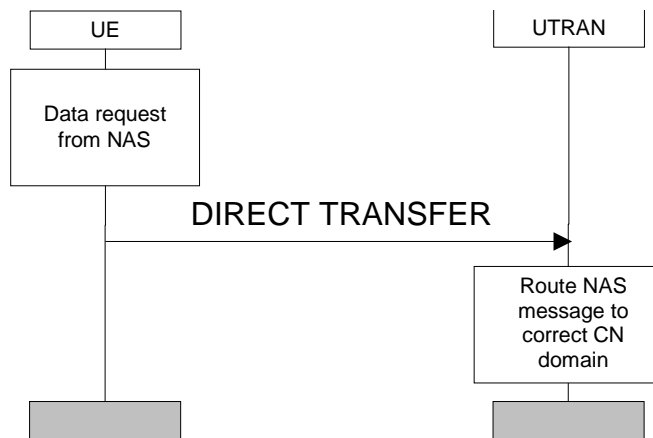 UE
UTRAN
Data request
from NAS
DIRECT TRANSFER
Route NAS
message to
correct CN
domain